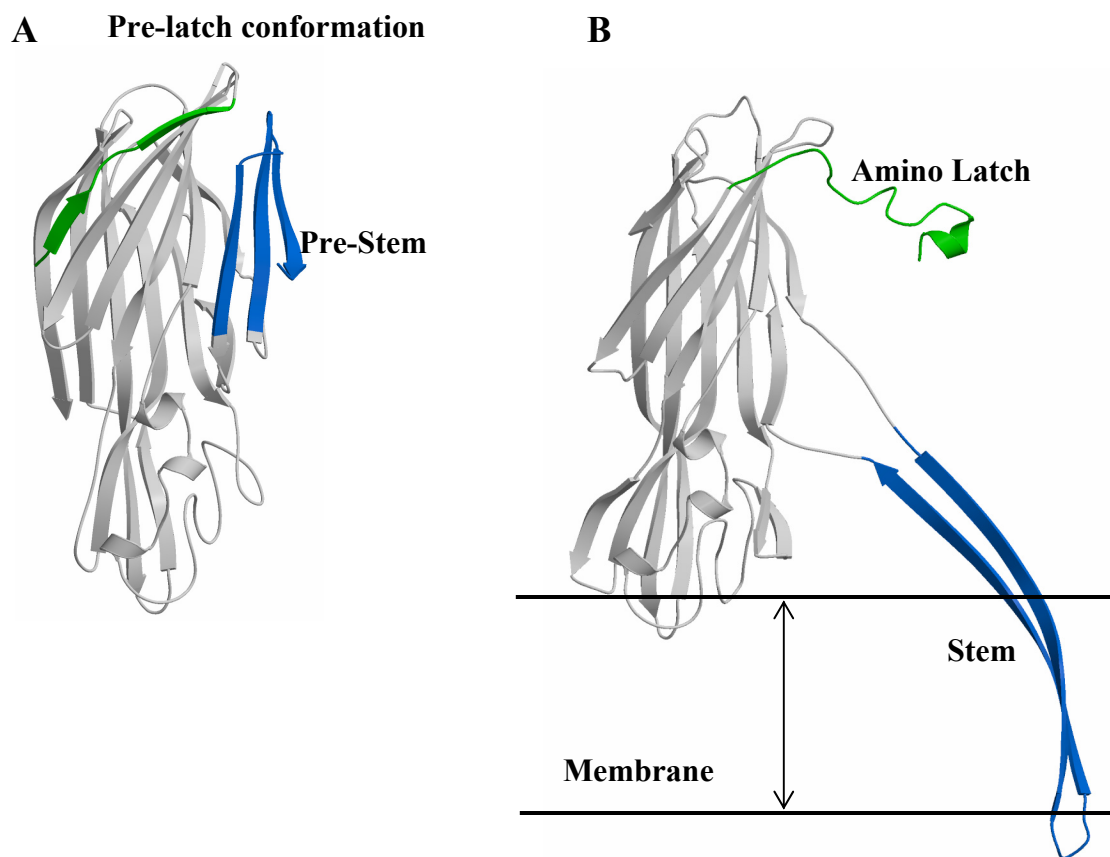 A
Pre-latch conformation
Pre-Stem
B
Amino Latch
Stem
Membrane